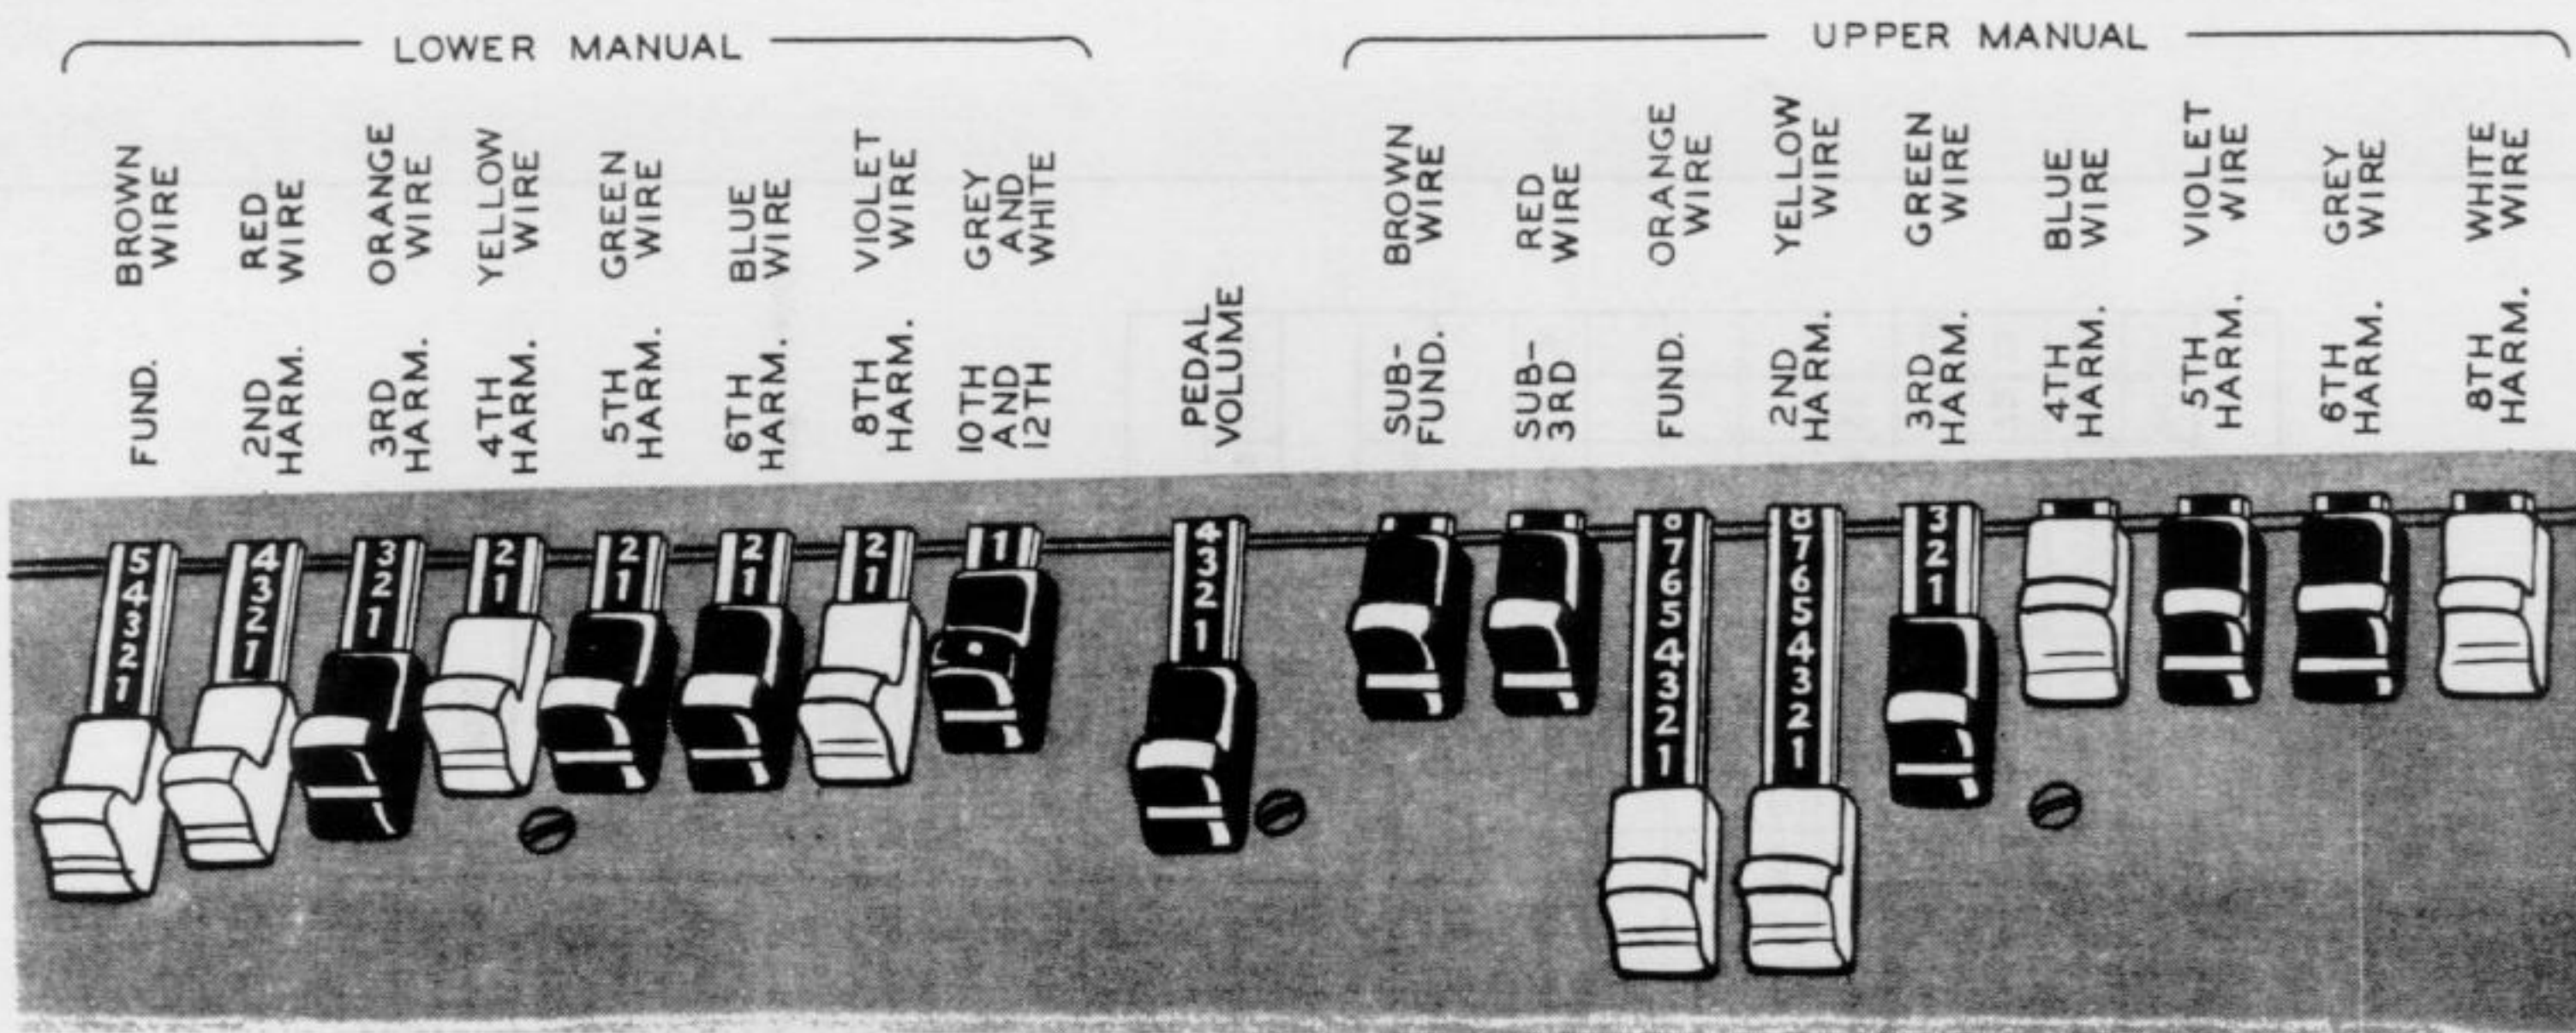 LOWER MANUAL
UPPER MANUAL
BROWN
WIRE
RED
WIRE
ORANGE
WIRE
YELLOW
WIRE
GREEN
WIRE
BLUE
WIRE
VIOLET
WIRE
GREY
AND
WHITE
BROWN
WIRE
RED
WIRE
ORANGE
WIRE
YELLOW
WIRE
GREEN
WIRE
BLUE
WIRE
VIOLET
WIRE
GREY
WIRE
WHITE
WIRE
FUND.
2ND
HARM.
3RD
HARM.
4TH
HARM.
5TH
HARM.
6TH
HARM.
8TH
HARM.
10TH
AND
12TH
PEDAL
VOLUME
SUB-
FUND.
SUB-
3RD
FUND.
2ND
HARM.
3RD
HARM.
4TH
HARM.
5TH
HARM.
6TH
HARM.
8TH
HARM.
5
4
3
2
1
4
3
2
1
3
2
1
2
1
2
1
2
1
2
1
1
4
3
2
1
8
7
6
5
4
3
2
1
8
7
6
5
4
3
2
1
3
2
1